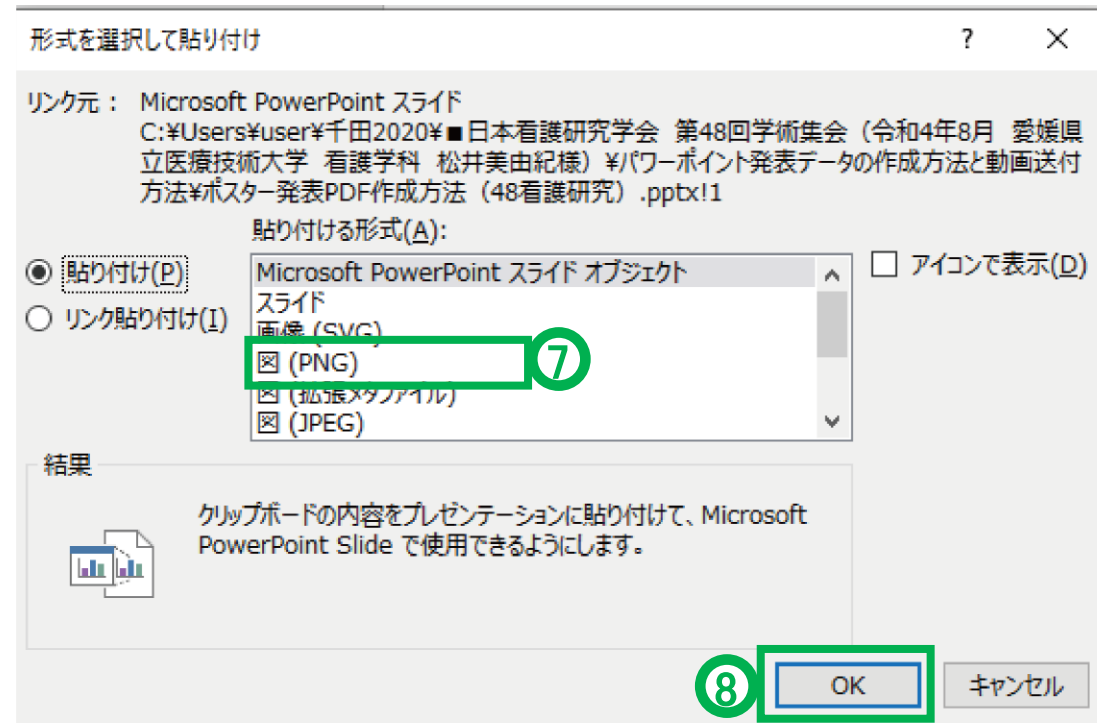 形式を選択して貼り付け ? ×
リンク元： Microsoft PowerPoint スライド
C:¥Users¥user¥千田2020¥■日本看護研究学会 第48回学術集会（令和4年8月 愛媛県
立医療技術大学 看護学科 松井美由紀様）¥パワーポイント発表データの作成方法と動画送付
方法¥ポスター発表PDF作成方法（48看護研究）.pptx!1
貼り付ける形式(A):
貼り付け(P)
リンク貼り付け(I)
Microsoft PowerPoint スライド オブジェクト
スライド
画像 (SVG)
図 (PNG)
⑦
図 (拡張メタファイル)
図 (JPEG)
アイコンで表示(D)
結果
クリップボードの内容をプレゼンテーションに貼り付けて、Microsoft
PowerPoint Slide で使用できるようにします。
⑧
OK
キャンセル